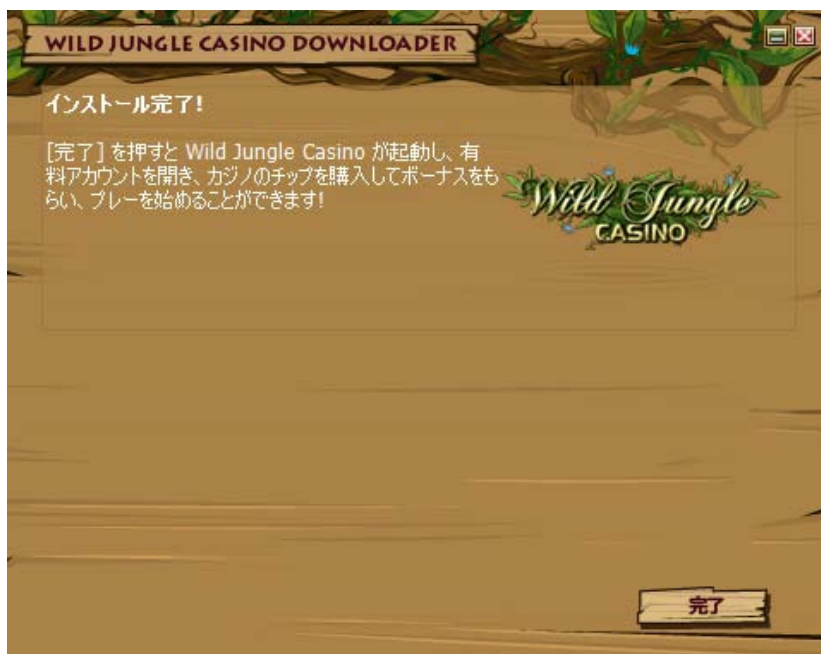 WILD JUNGLE CASINO DOWNLOADER
インストール完了!
[完了] を押すと Wild Jungle Casino が起動し、有
料アカウントを開き、カジノのチップを購入してボーナスをも
らい、プレーを始めることができます!
Wild Jungle
CASINO
完了